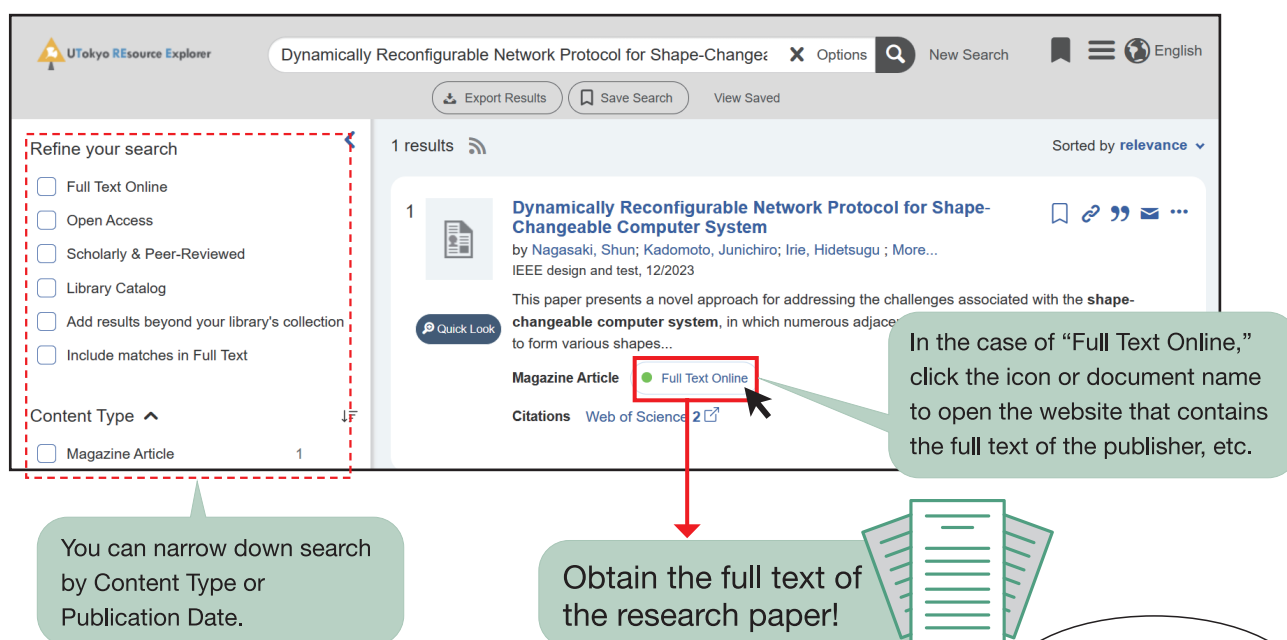 UTokyo REsource Explorer
Dynamically Reconfigurable Network Protocol for Shape-Changea
Options
New Search
English
Export Results
Save Search
View Saved
Refine your search
Full Text Online
Open Access
Scholarly & Peer-Reviewed
Library Catalog
Add results beyond your library's collection
Include matches in Full Text
Content Type
Magazine Article 1
1 results
Sorted by relevance
1
Dynamically Reconfigurable Network Protocol for Shape-
Changeable Computer System
by Nagasaki, Shun; Kadomoto, Junichiro; Irie, Hidetsugu ; More...
IEEE design and test, 12/2023
This paper presents a novel approach for addressing the challenges associated with the shape-
changeable computer system, in which numerous adjace
to form various shapes...
Quick Look
Magazine Article Full Text Online
Citations Web of Science 2
In the case of “Full Text Online,”
click the icon or document name
to open the website that contains
the full text of the publisher, etc.
You can narrow down search
by Content Type or
Publication Date.
Obtain the full text of
the research paper!